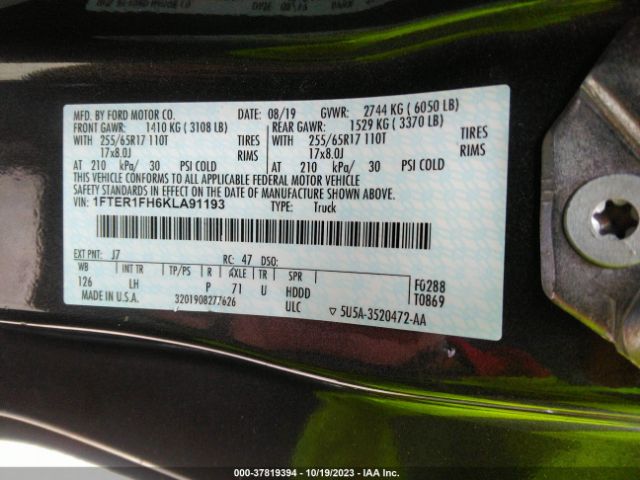 MFD. BY FORD MOTOR CO. DATE: 08/19 GVWR: 2744 KG ( 6050 LB)
FRONT GAWR: 1410 KG ( 3108 LB) REAR GAWR: 1529 KG ( 3370 LB)
WITH 255/65R17 110T TIRES WITH 255/65R17 110T TIRES
17x8.0J RIMS 17x8.0J RIMS
AT 210 kPa/ 30 PSI COLD AT 210 kPa/ 30 PSI COLD
THIS VEHICLE CONFORMS TO ALL APPLICABLE FEDERAL MOTOR VEHICLE
SAFETY STANDARDS IN EFFECT ON THE DATE OF MANUFACTURE SHOWN ABOVE.
VIN: 1FTER1FH6KLA91193 TYPE: Truck
EXT PNT: J7 RC: 47 DSO:
WB INT TR TP/PS R AXLE TR SPR
126 LH P 71 U HDDD F0288
MADE IN U.S.A. 3201908277626 ULC T0869
▽ 5U5A-3520472-AA
000-37819394 - 10/19/2023 - IAA Inc.